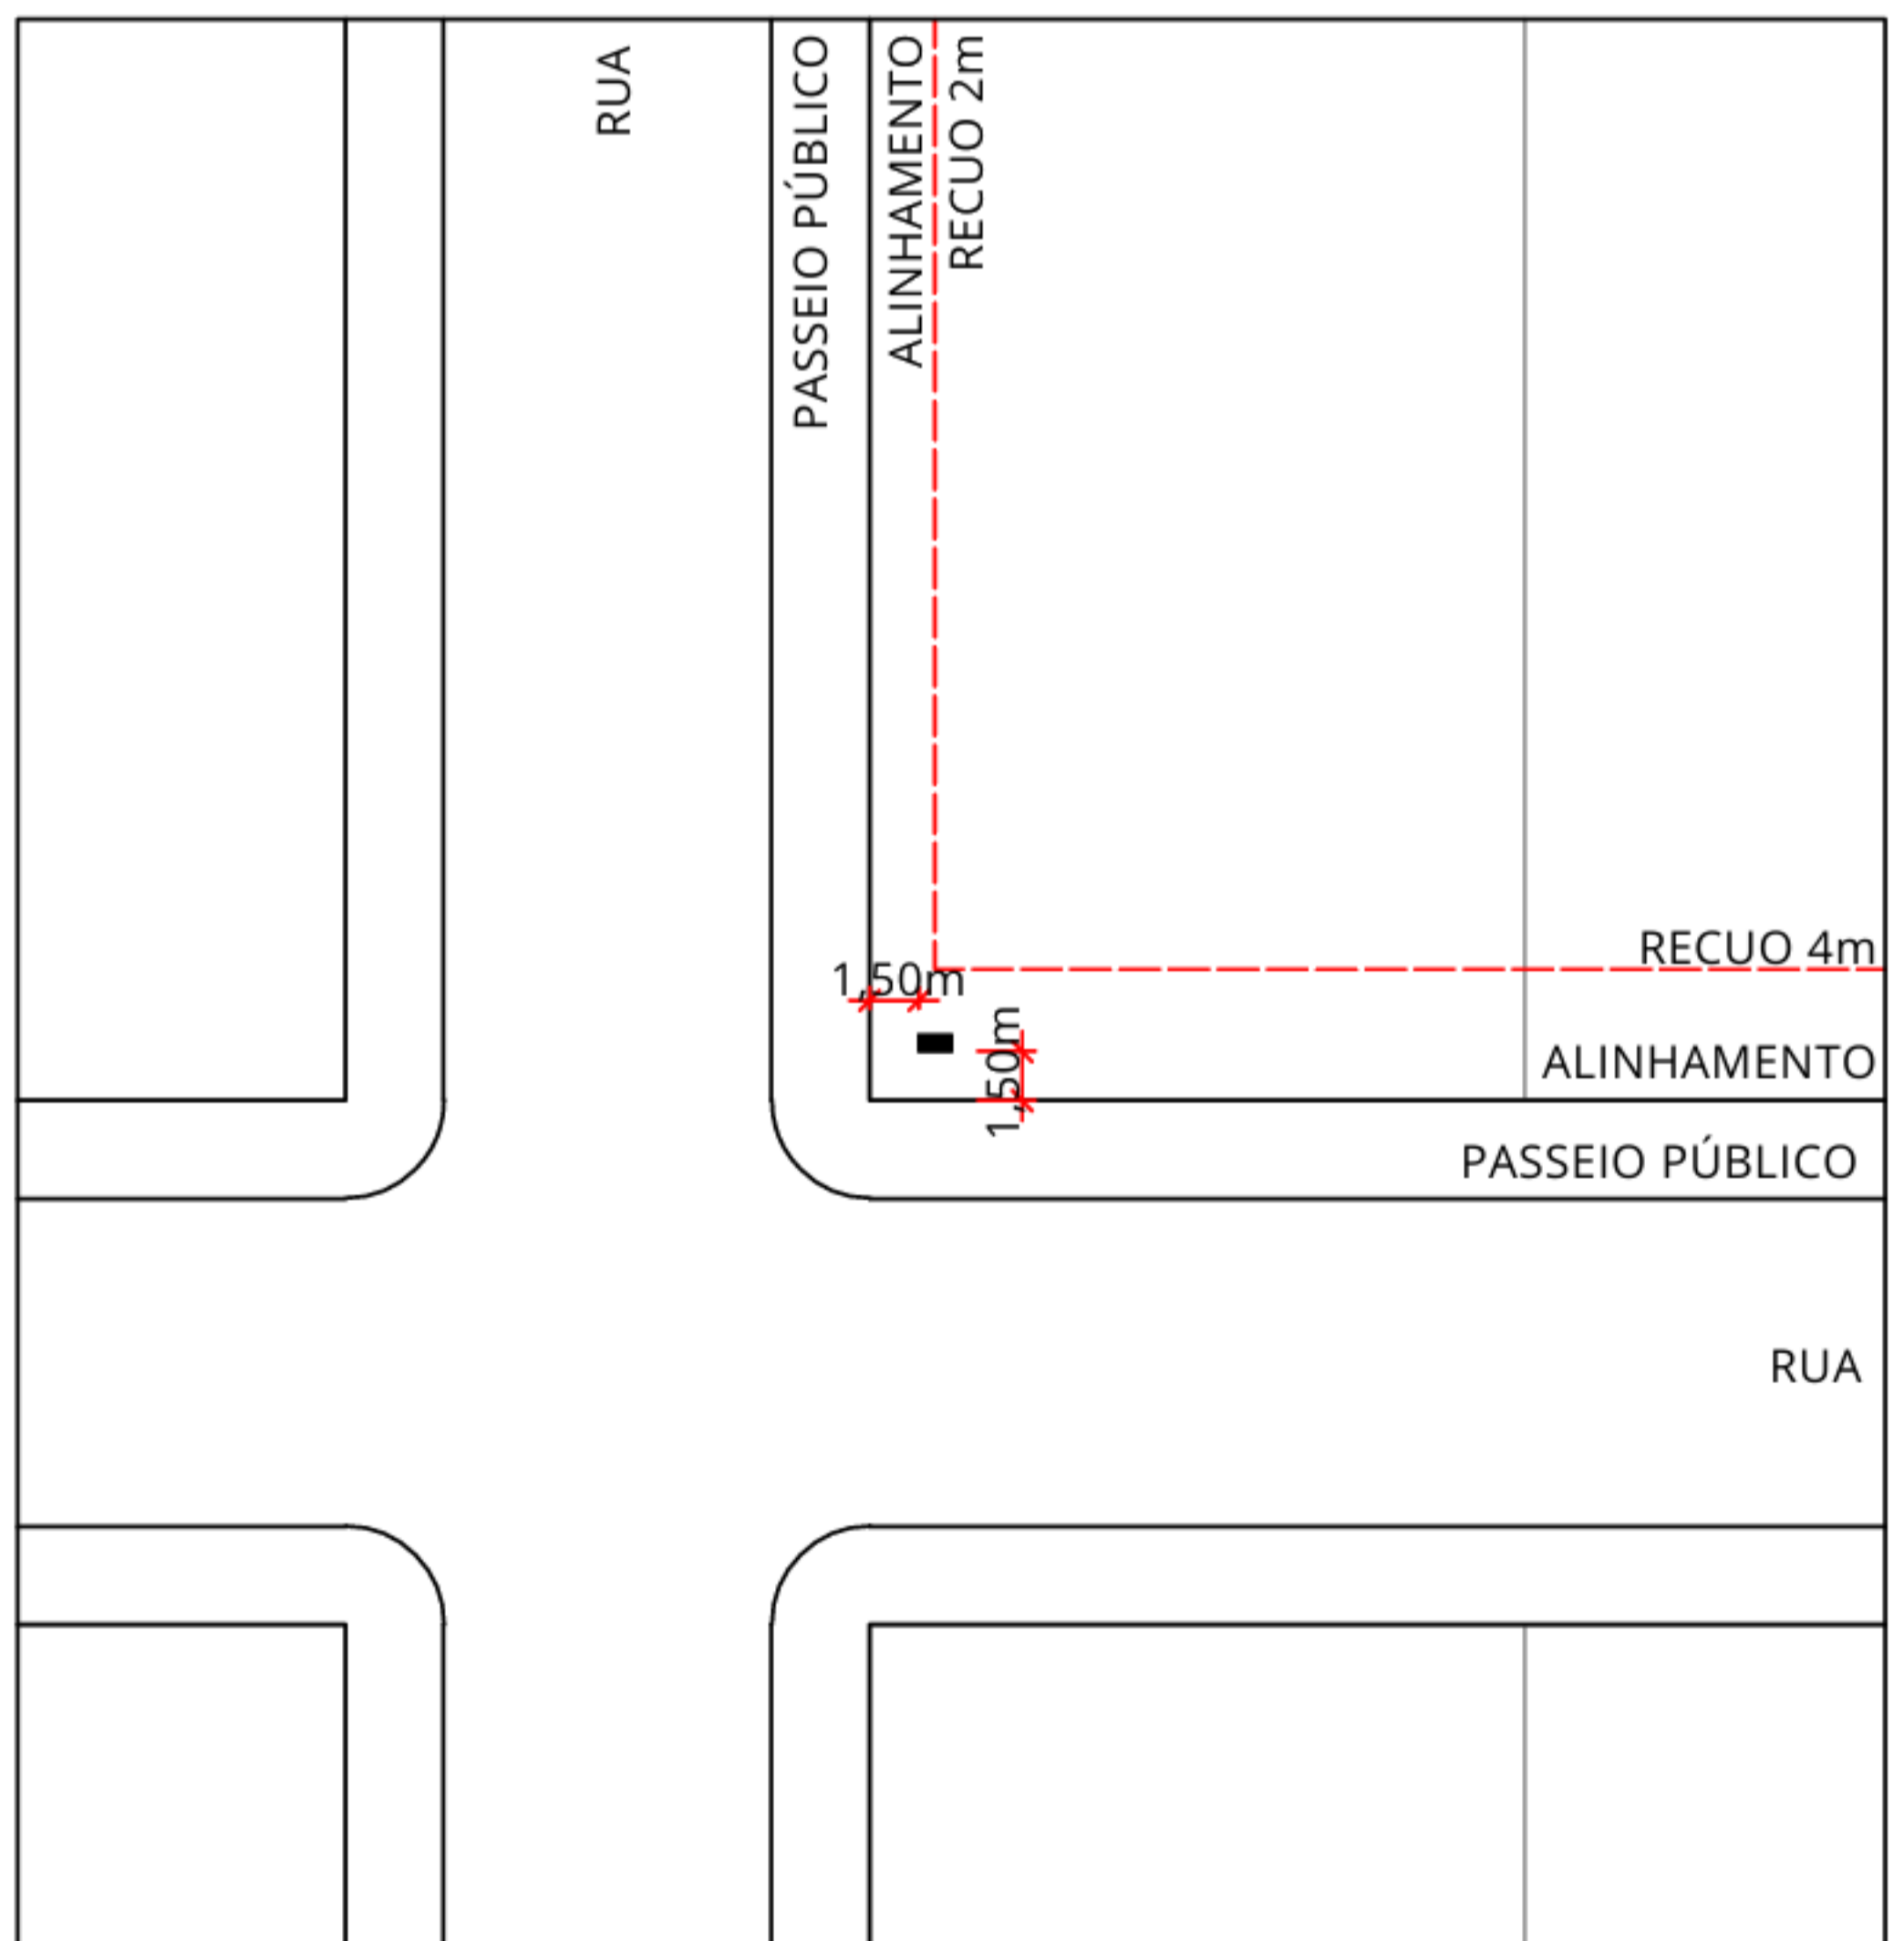 RUA
PASSEIO PÚBLICO
ALINHAMENTO
RECUO 2m
RECUO 4m
1,50m
1,50m
ALINHAMENTO
PASSEIO PÚBLICO
RUA